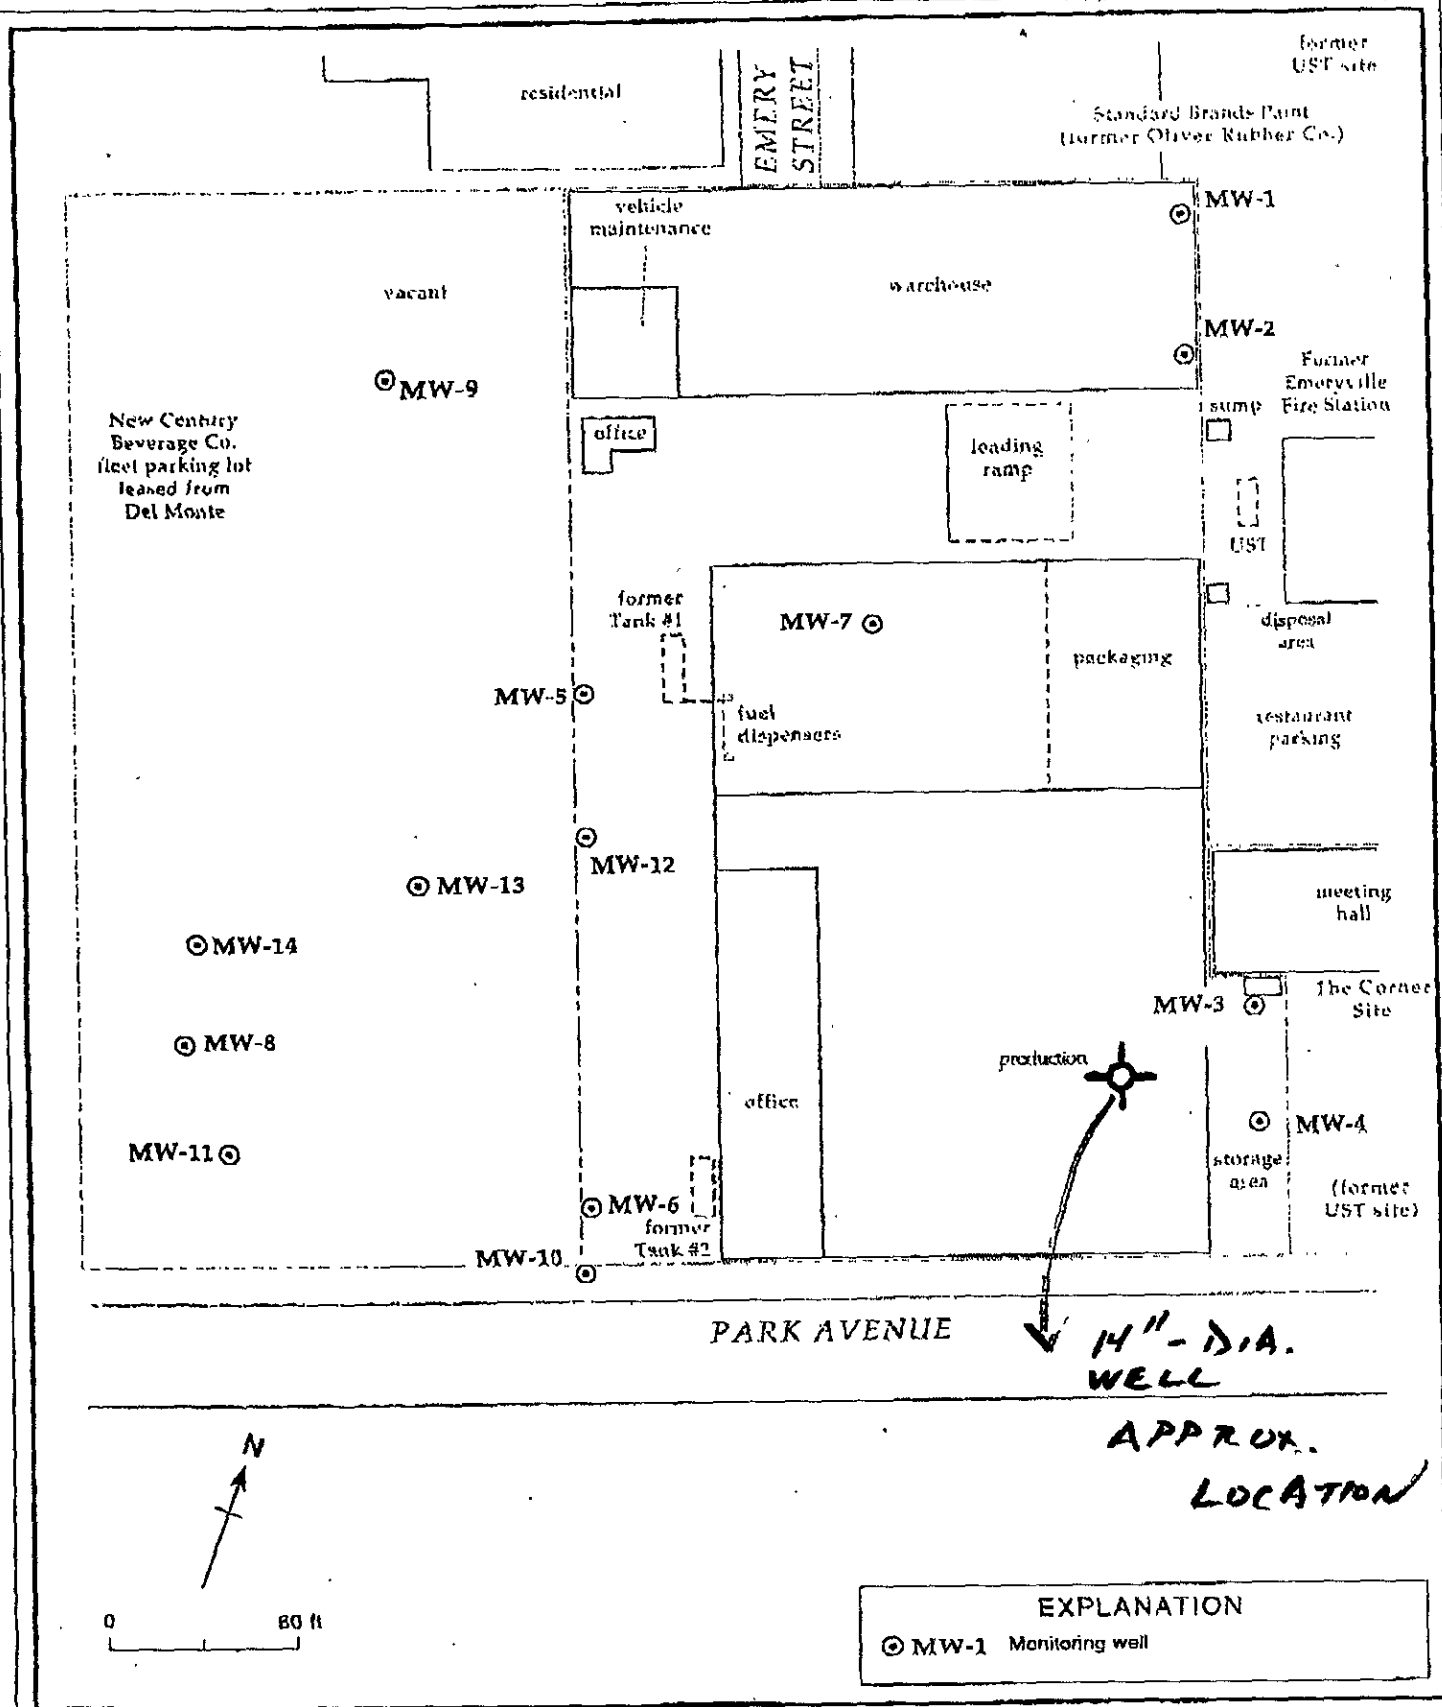 former
UST site
residential
EMERY
STREET
Standard Brands Paint
(former Oliver Rubber Co.)
vehicle
maintenance
MW-1
vacant
warehouse
MW-2
MW-9
Former
Emeryville
Fire Station
New Century
Beverage Co.
fleet parking lot
leased from
Del Monte
office
loading
ramp
sump
UST
former
Tank #1
MW-7
disposal
area
packaging
MW-5
fuel
dispensers
restaurant
parking
MW-12
MW-13
meeting
hall
MW-14
The Corner
Site
MW-3
MW-8
production
office
MW-4
MW-11
storage
area
(former
UST site)
MW-6
former
Tank #2
MW-10
PARK AVENUE
14"-DIA.
WELL
APPROX.
LOCATION
N
0 80 ft
EXPLANATION
MW-1 Monitoring well